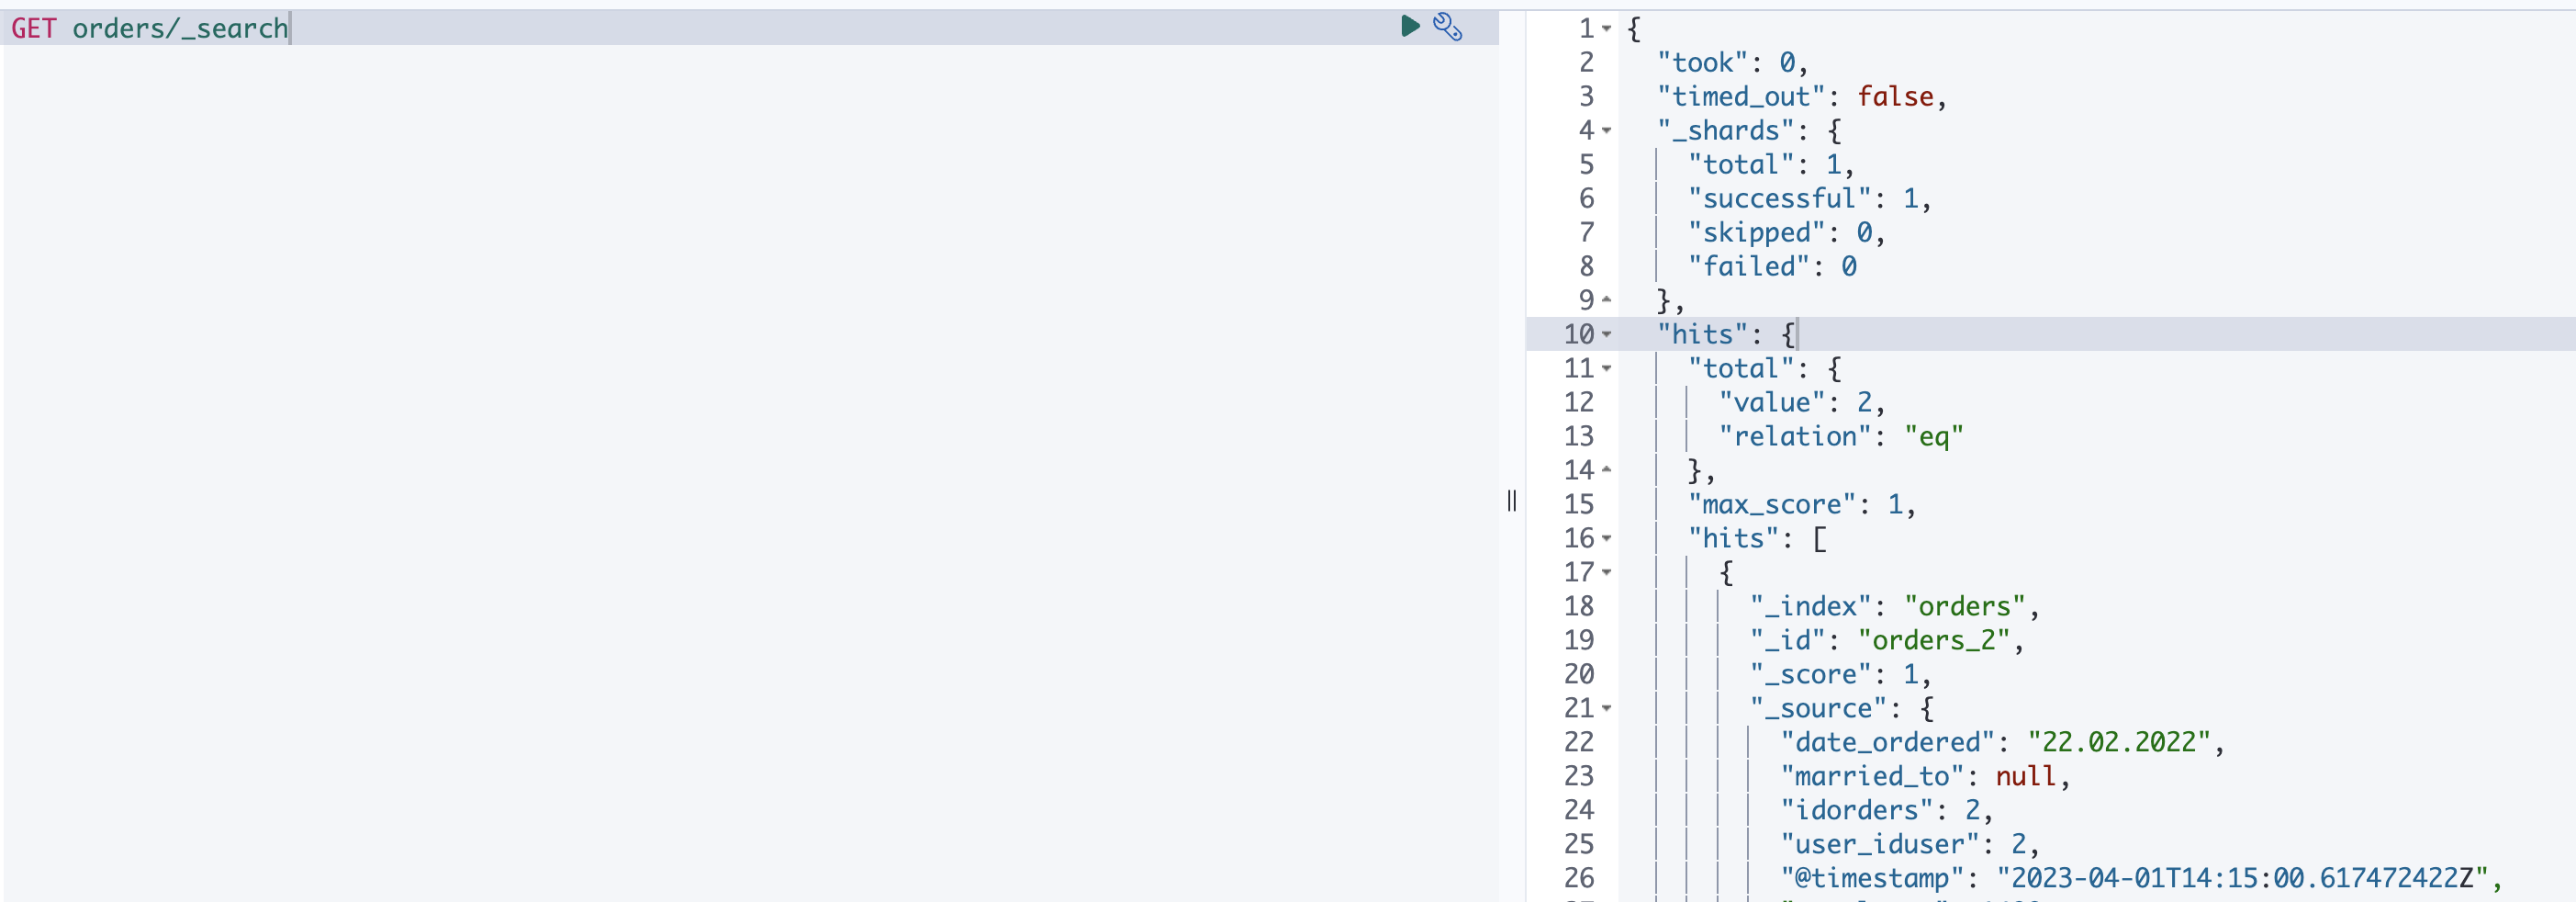 GET orders/_search
1 {
2 "took": 0,
3 "timed_out": false,
4 "_shards": {
5 "total": 1,
6 "successful": 1,
7 "skipped": 0,
8 "failed": 0
9 },
10 "hits": {
11 "total": {
12 "value": 2,
13 "relation": "eq"
14 },
15 "max_score": 1,
16 "hits": [
17 {
18 "_index": "orders",
19 "_id": "orders_2",
20 "_score": 1,
21 "_source": {
22 "date_ordered": "22.02.2022",
23 "married_to": null,
24 "idorders": 2,
25 "user_iduser": 2,
26 "@timestamp": "2023-04-01T14:15:00.617472422Z",